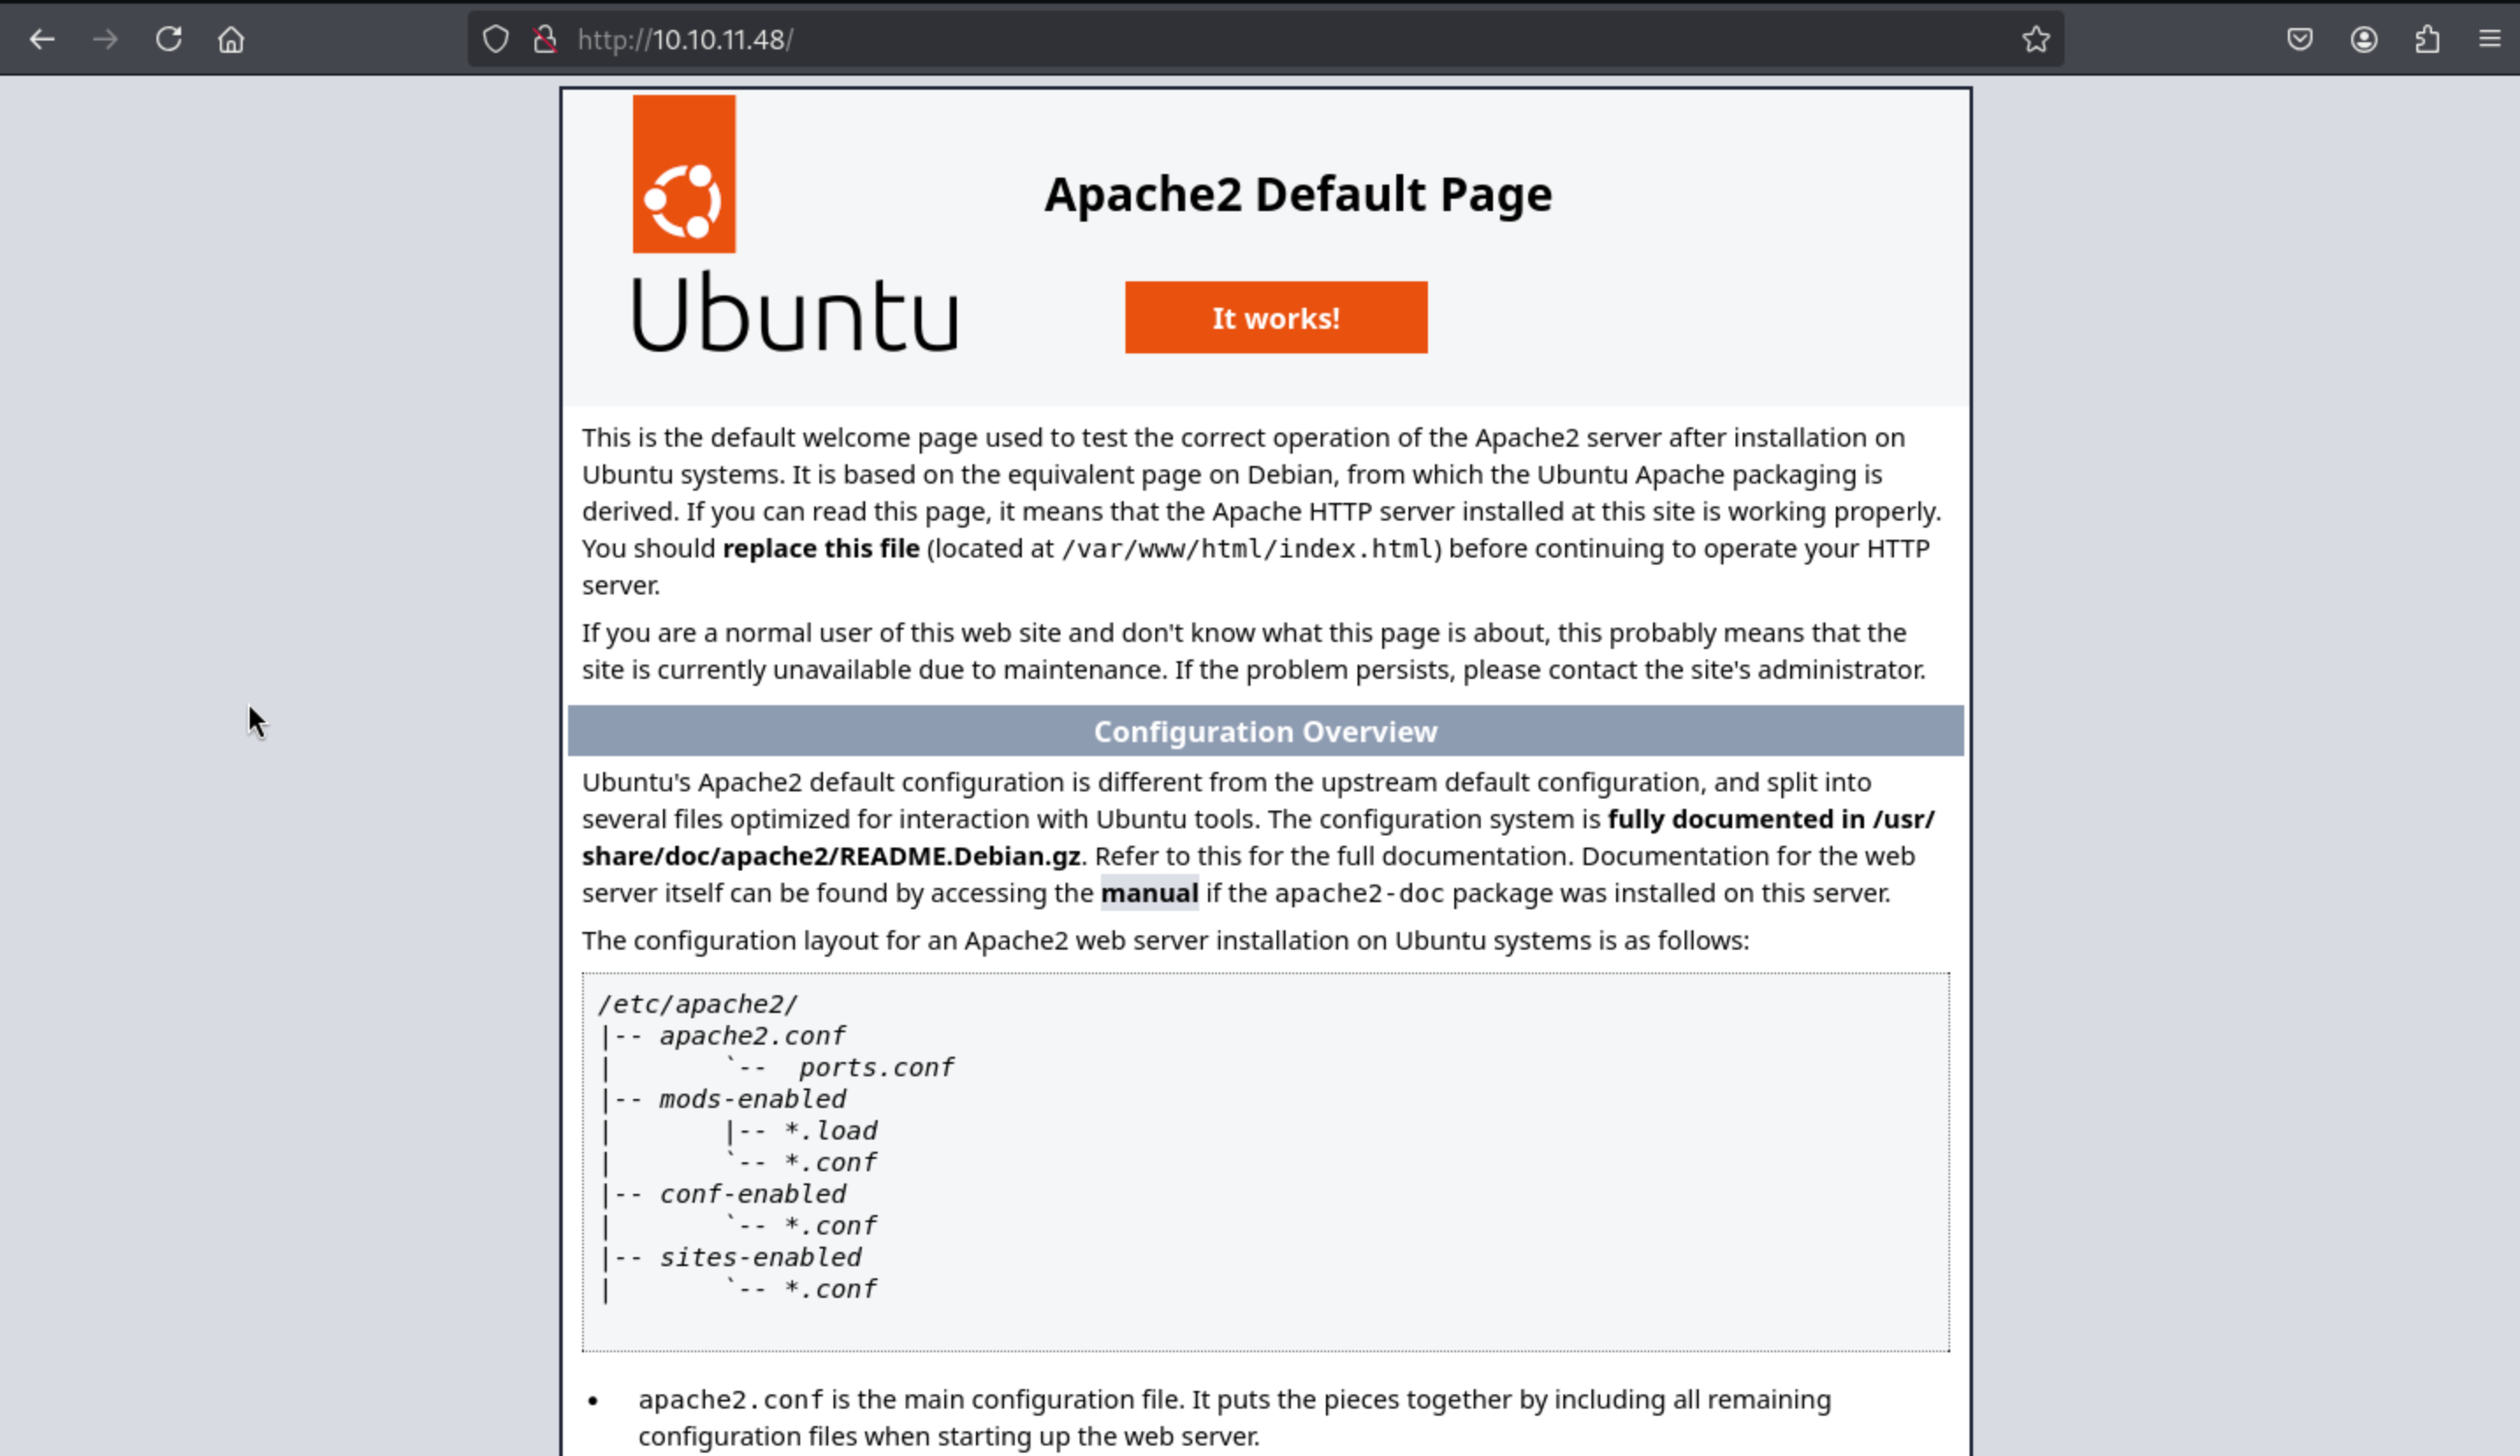 http://10.10.11.48/
Apache2 Default Page
Ubuntu
It works!
This is the default welcome page used to test the correct operation of the Apache2 server after installation on
Ubuntu systems. It is based on the equivalent page on Debian, from which the Ubuntu Apache packaging is
derived. If you can read this page, it means that the Apache HTTP server installed at this site is working properly.
You should replace this file (located at /var/www/html/index.html) before continuing to operate your HTTP
server.
If you are a normal user of this web site and don't know what this page is about, this probably means that the
site is currently unavailable due to maintenance. If the problem persists, please contact the site's administrator.
Configuration Overview
Ubuntu's Apache2 default configuration is different from the upstream default configuration, and split into
several files optimized for interaction with Ubuntu tools. The configuration system is fully documented in /usr/
share/doc/apache2/README.Debian.gz. Refer to this for the full documentation. Documentation for the web
server itself can be found by accessing the manual if the apache2-doc package was installed on this server.
The configuration layout for an Apache2 web server installation on Ubuntu systems is as follows:
/etc/apache2/
|-- apache2.conf
|       `--  ports.conf
|-- mods-enabled
|       |-- *.load
|       `-- *.conf
|-- conf-enabled
|       `-- *.conf
|-- sites-enabled
|       `-- *.conf
• apache2.conf is the main configuration file. It puts the pieces together by including all remaining
configuration files when starting up the web server.